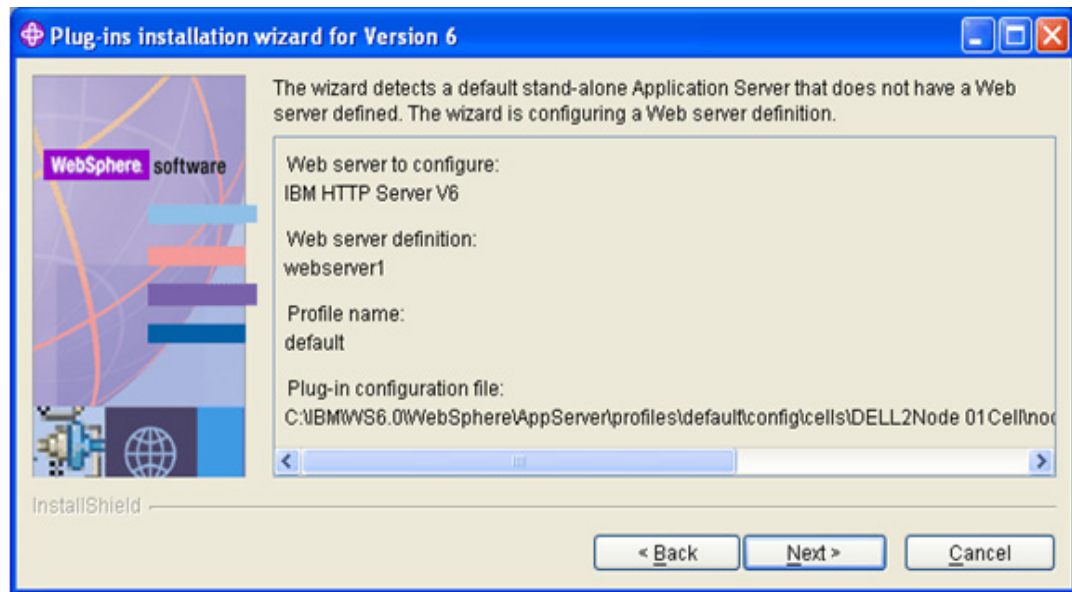 Plug-ins installation wizard for Version 6
The wizard detects a default stand-alone Application Server that does not have a Web
server defined. The wizard is configuring a Web server definition.
WebSphere. software
Web server to configure:
IBM HTTP Server V6
Web server definition:
webserver1
Profile name:
default
Plug-in configuration file:
C:\IBM\WS6.0\WebSphere\AppServer\profiles\default\config\cells\DELL2Node 01Cell\nod
InstallShield
< Back
Next >
Cancel